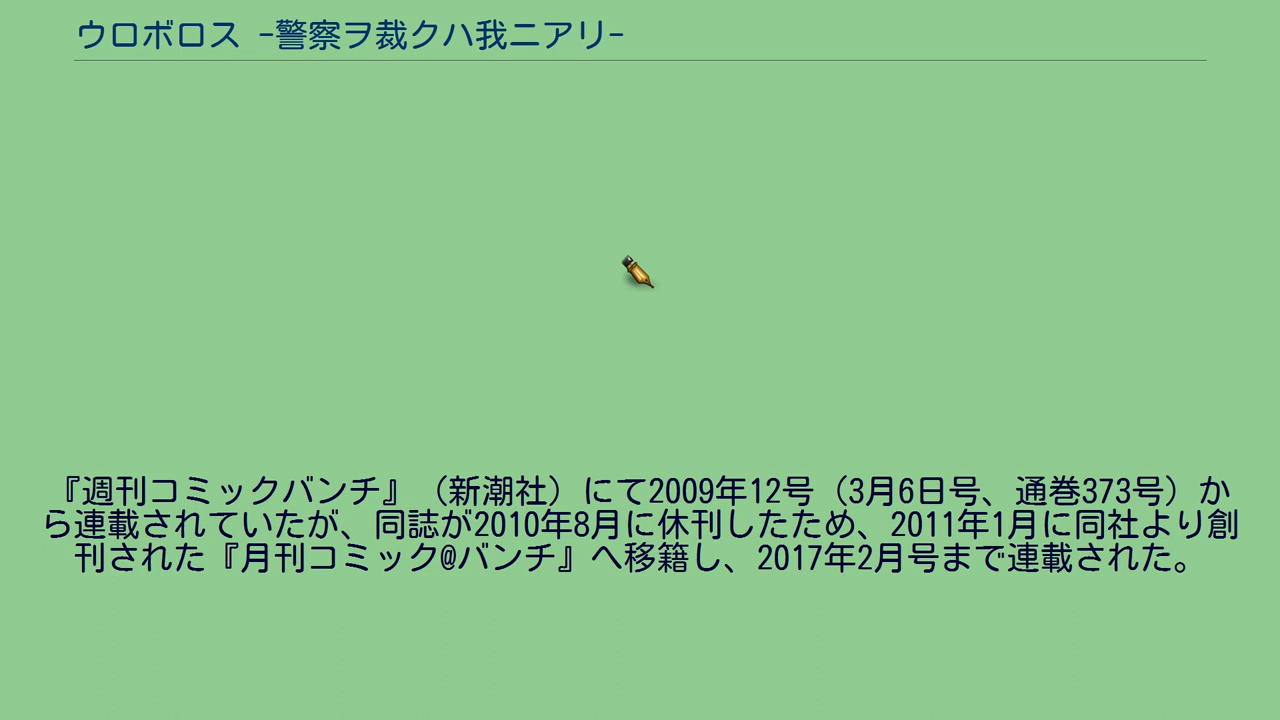 ウロボロス -警察ヲ裁クハ我ニアリ-
『週刊コミックバンチ』（新潮社）にて2009年12号（3月6日号、通巻373号）か
ら連載されていたが、同誌が2010年8月に休刊したため、2011年1月に同社より創
刊された『月刊コミック@バンチ』へ移籍し、2017年2月号まで連載された。